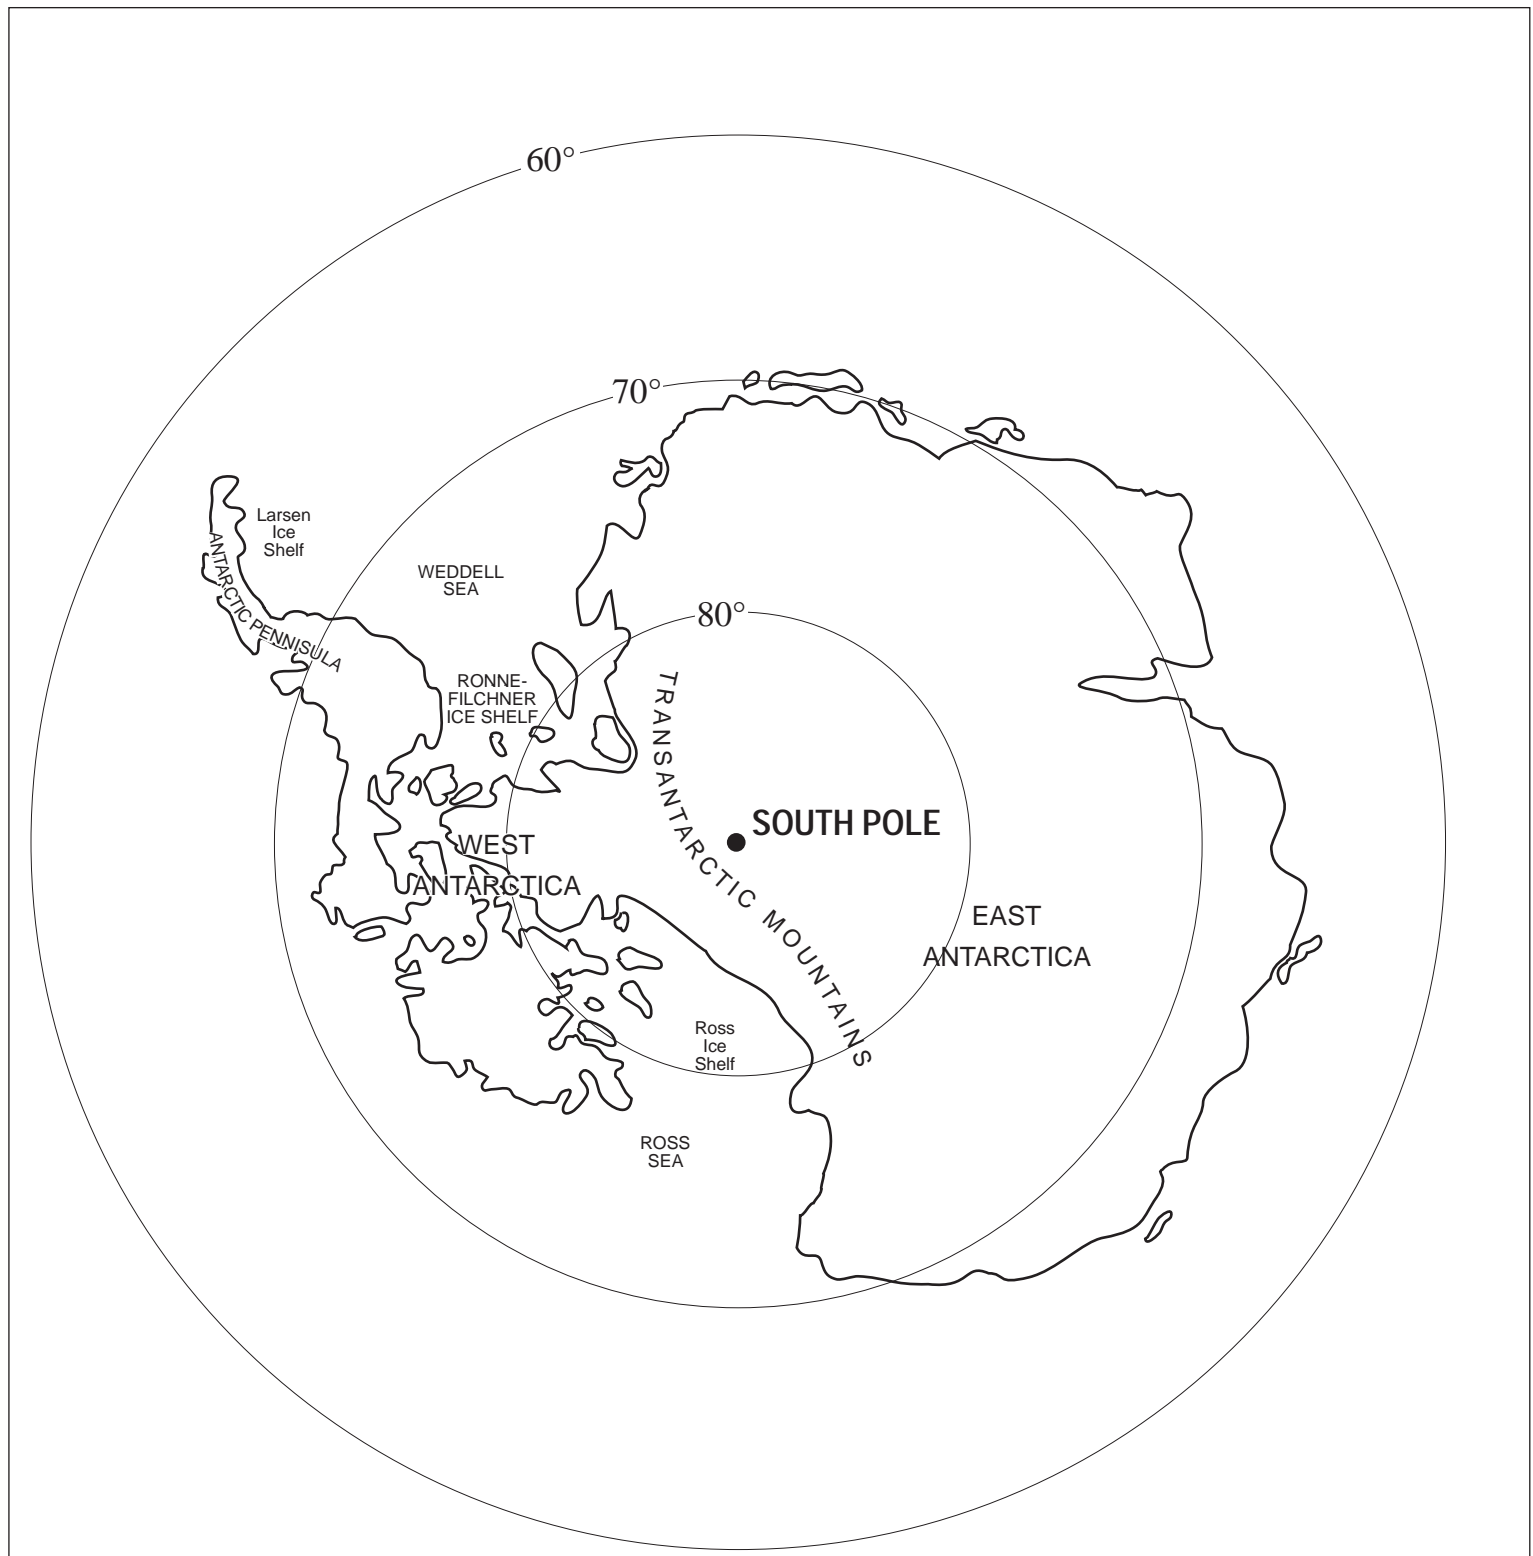 60°
70°
Larsen
Ice
Shelf
WEDDELL
SEA
ANTARCTIC PENNISULA
80°
RONNE-
FILCHNER
ICE SHELF
TRANSANTARCTIC MOUNTAINS
SOUTH POLE
WEST
ANTARCTICA
EAST
ANTARCTICA
Ross
Ice
Shelf
ROSS
SEA